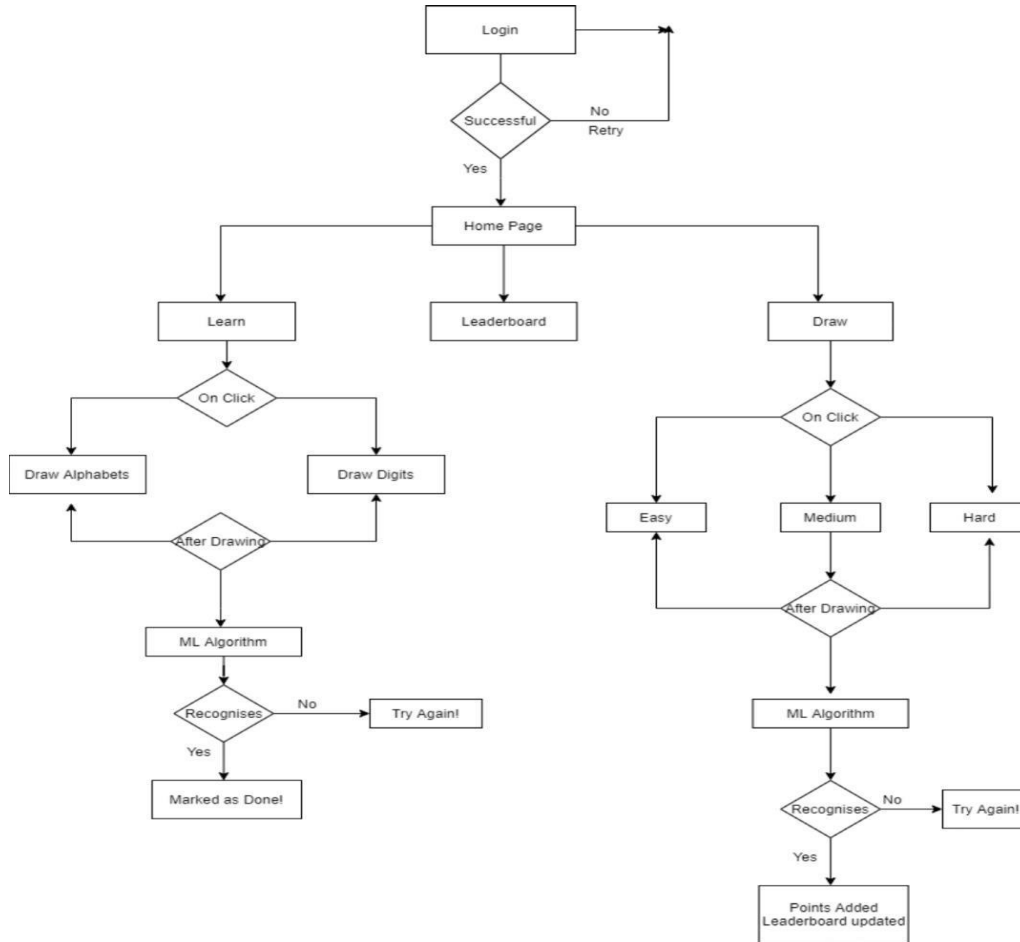 Login
Successful
No
Retry
Yes
Home Page
Learn
Leaderboard
Draw
On Click
On Click
Draw Alphabets
Draw Digits
Easy
Medium
Hard
After Drawing
After Drawing
ML Algorithm
Recognises
No
Try Again!
Yes
Marked as Done!
ML Algorithm
Recognises
No
Try Again!
Yes
Points Added
Leaderboard updated